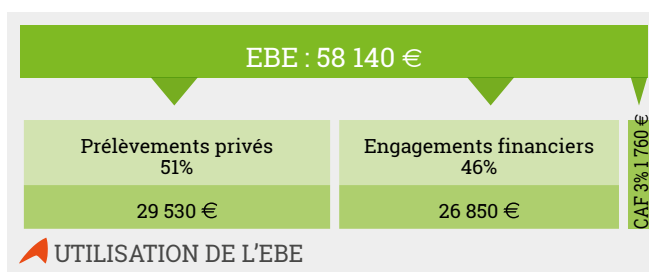 EBE : 58 140 €
Prélèvements privés
51%
29 530 €
Engagements financiers
46%
26 850 €
CAF 3% 1 760 €
UTILISATION DE L'EBE